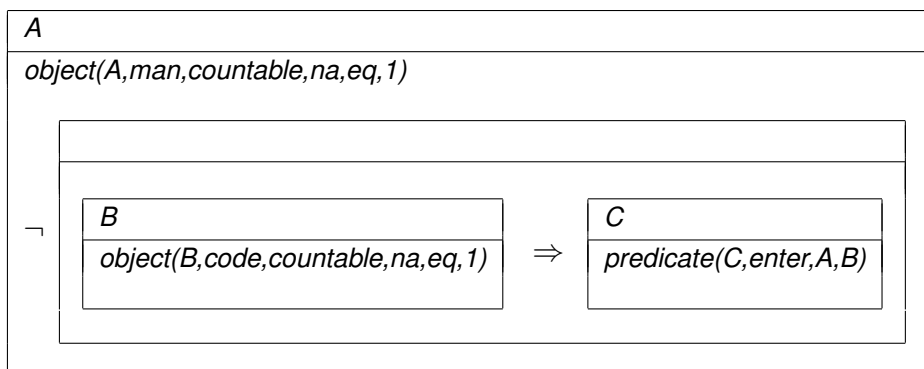 A
object(A,man,countable,na,eq,1)
¬
B
object(B,code,countable,na,eq,1)
⇒
C
predicate(C,enter,A,B)